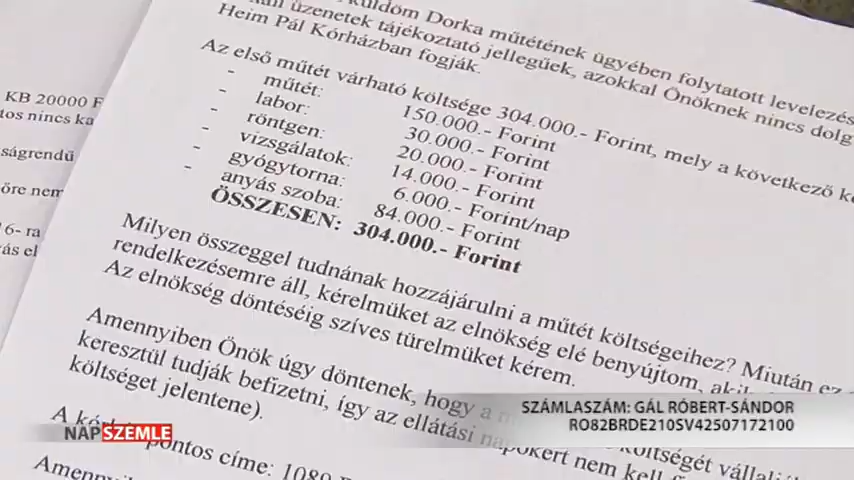 küldöm Dorka műtétének ügyében folytatott levelezés
üzenetek tájékoztató jellegűek, azokkal Önöknek nincs dolg
Heim Pál Kórházban fogják.
Az első műtét várható költsége 304.000.- Forint, mely a következő
- műtét: 150.000.- Forint
- labor: 30.000.- Forint
- röntgen: 20.000.- Forint
- vizsgálatok: 14.000.- Forint
- gyógytorna: 6.000.- Forint/nap
- anyás szoba: 84.000.- Forint
ÖSSZESEN: 304.000.- Forint
Milyen összeggel tudnának hozzájárulni a műtét költségeihez? Miután ez
rendelkezésemre áll, kérelmüket az elnökség elé benyújtom,
Az elnökség döntéséig szíves türelmüket kérem.
Amennyiben Önök úgy döntenek, hogy a
keresztül tudják befizetni, így az ellátási napokért nem kell
költséget jelentene).
pontos címe: 1089
Amenny
KB 20000 F
tos nincs ka
ságrendű
őre nem
6- ra
ás el
SZÁMLASZÁM: GÁL RÓBERT-SÁNDOR
RO82BRDE210SV42507172100
NAPSZEMLE